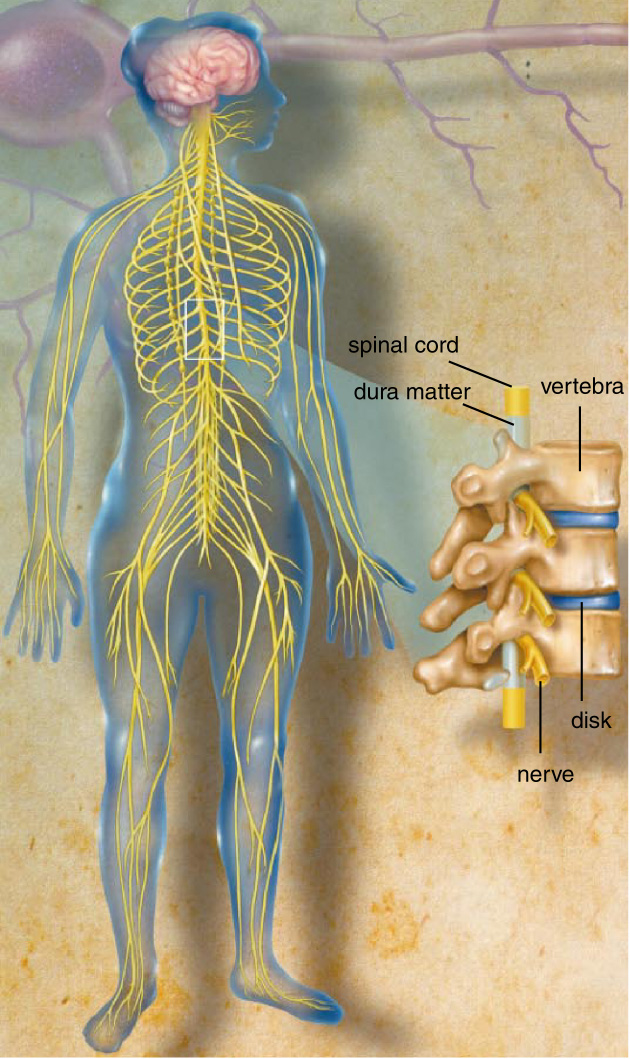 spinal cord
dura matter
vertebra
disk
nerve